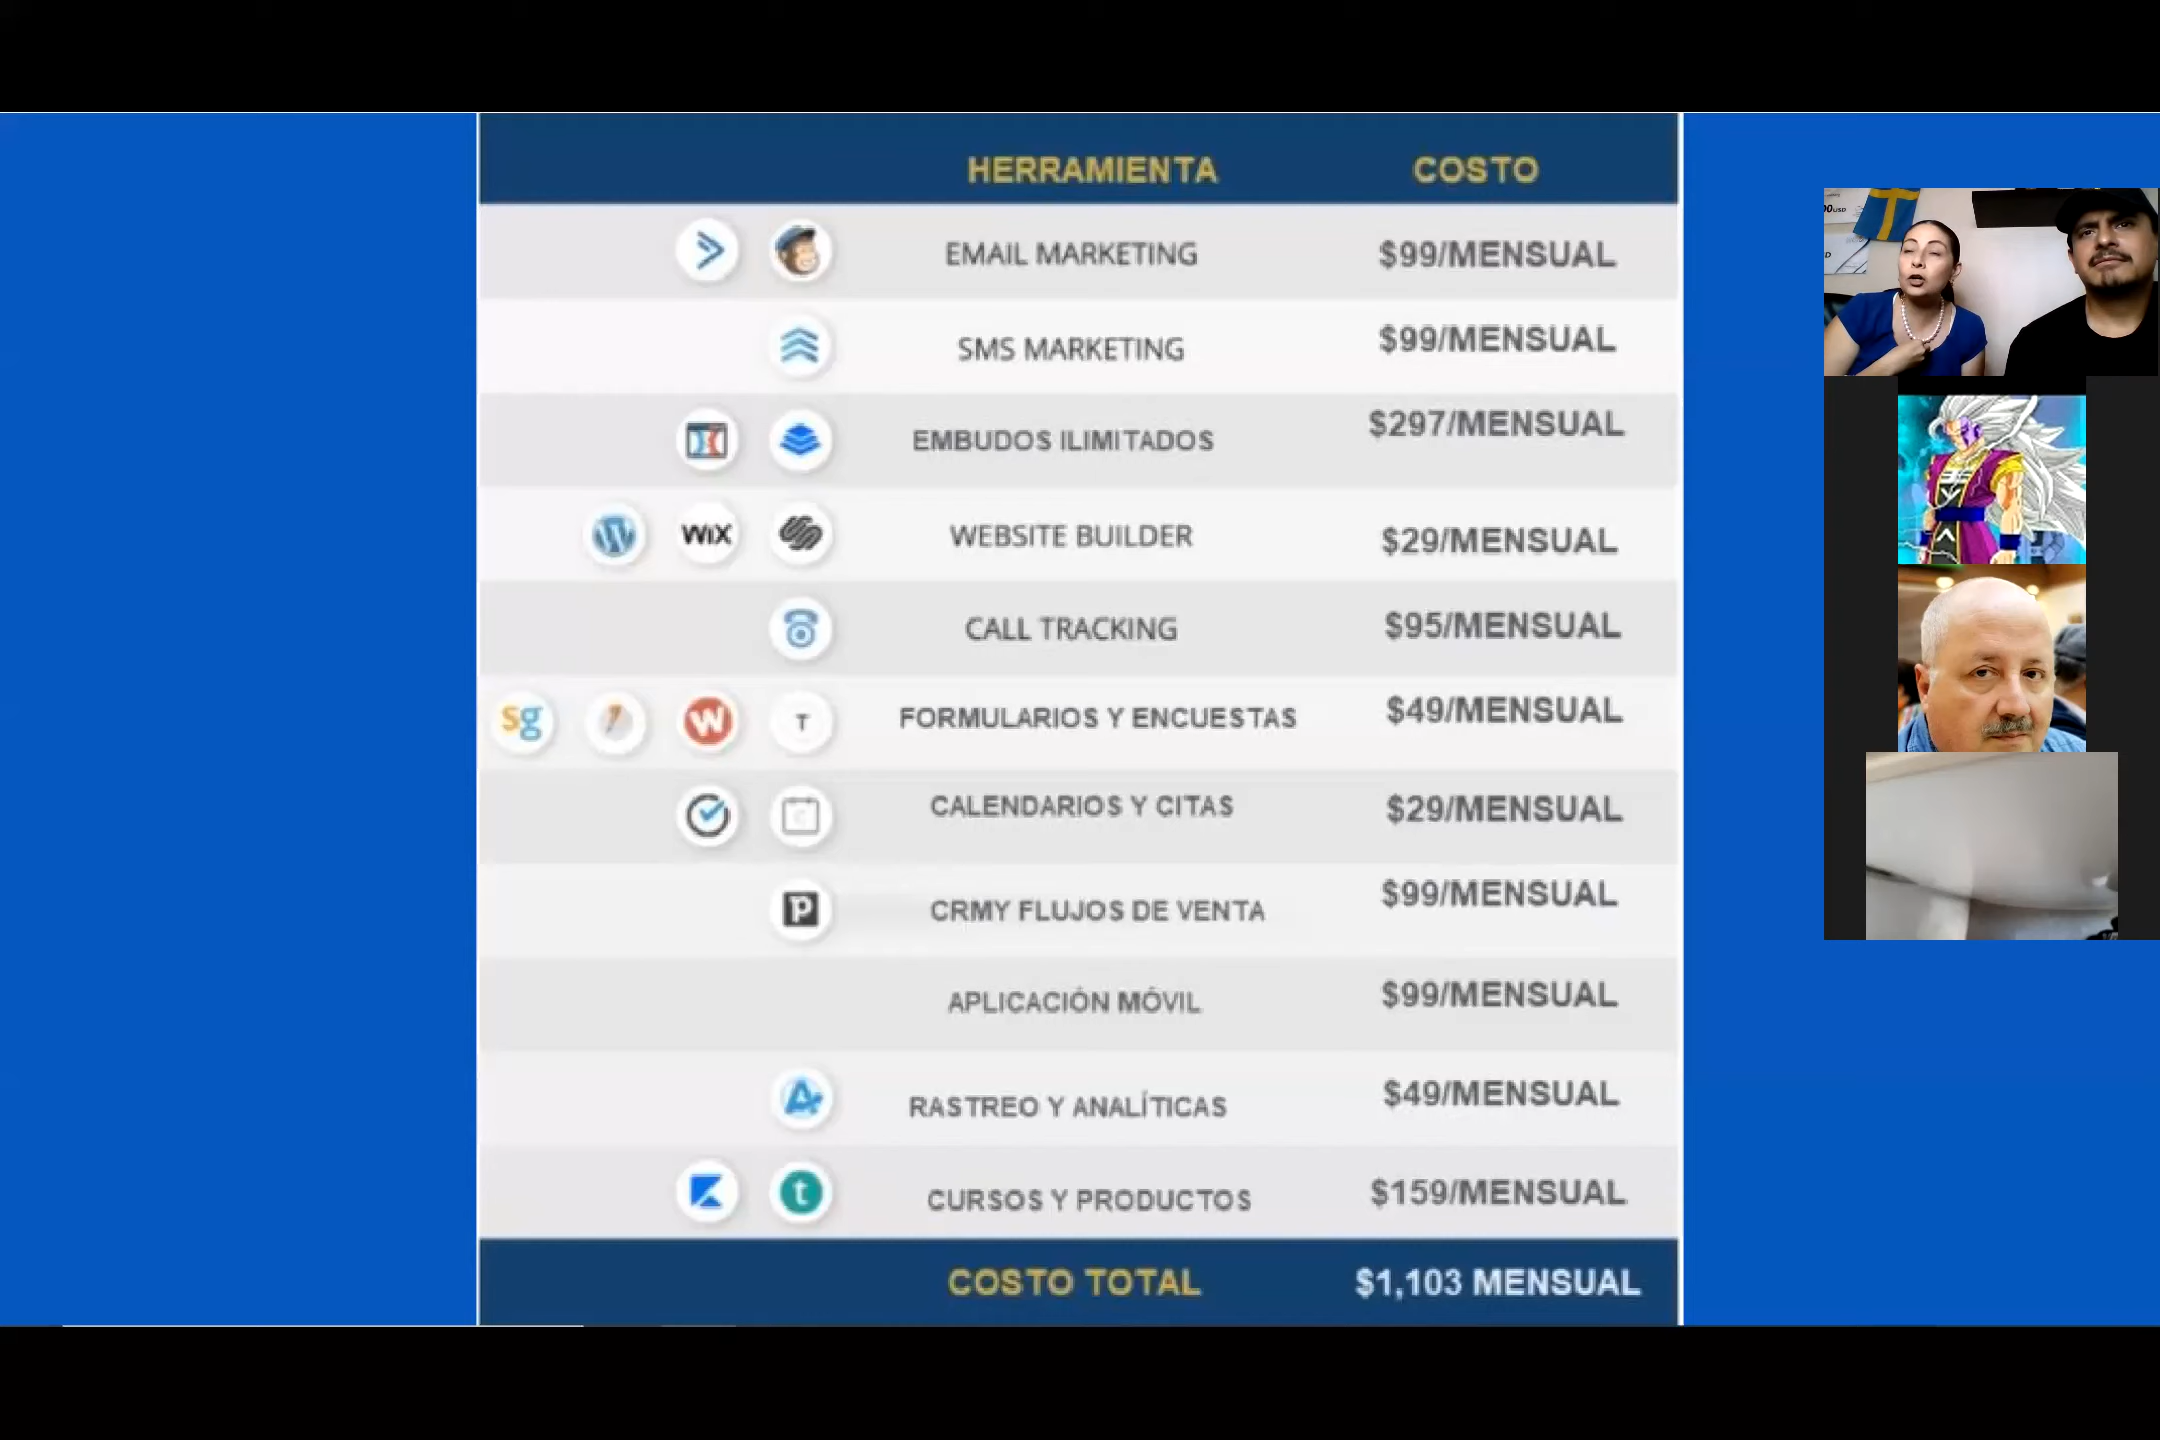 HERRAMIENTA COSTO
EMAIL MARKETING $99/MENSUAL
SMS MARKETING $99/MENSUAL
EMBUDOS ILIMITADOS $297/MENSUAL
WIX WEBSITE BUILDER $29/MENSUAL
CALL TRACKING $95/MENSUAL
sg W T FORMULARIOS Y ENCUESTAS $49/MENSUAL
CALENDARIOS Y CITAS $29/MENSUAL
P CRMY FLUJOS DE VENTA $99/MENSUAL
APLICACIÓN MÓVIL $99/MENSUAL
RASTREO Y ANALÍTICAS $49/MENSUAL
t CURSOS Y PRODUCTOS $159/MENSUAL
COSTO TOTAL $1,103 MENSUAL